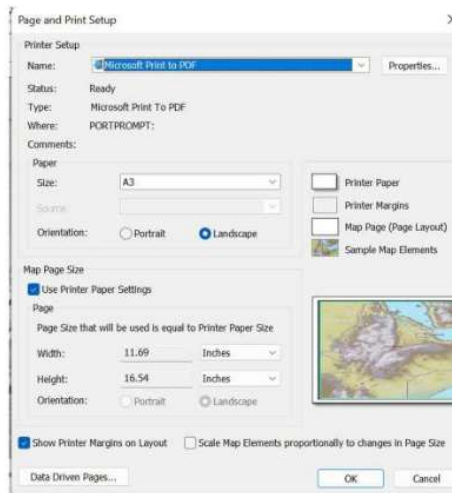 Page and Print Setup
Printer Setup
Name: Microsoft Print to PDF Properties...
Status: Ready
Type: Microsoft Print To PDF
Where: PORTPROMPT:
Comments:
Paper
Size: A3
Source:
Orientation: Portrait Landscape
Printer Paper
Printer Margins
Map Page (Page Layout)
Sample Map Elements
Map Page Size
Use Printer Paper Settings
Page
Page Size that will be used is equal to Printer Paper Size
Width: 11.69 Inches
Height: 16.54 Inches
Orientation: Portrait Landscape
Show Printer Margins on Layout Scale Map Elements proportionally to changes in Page Size
Data Driven Pages... OK Cancel